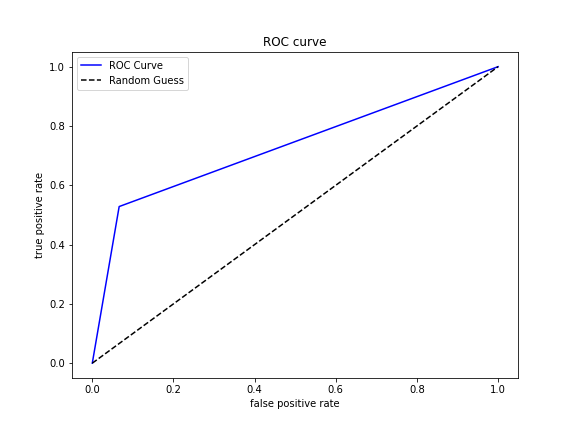 ROC curve
ROC Curve
Random Guess
true positive rate
1.0
0.8
0.6
0.4
0.2
0.0
0.0 0.2 0.4 0.6 0.8 1.0
false positive rate